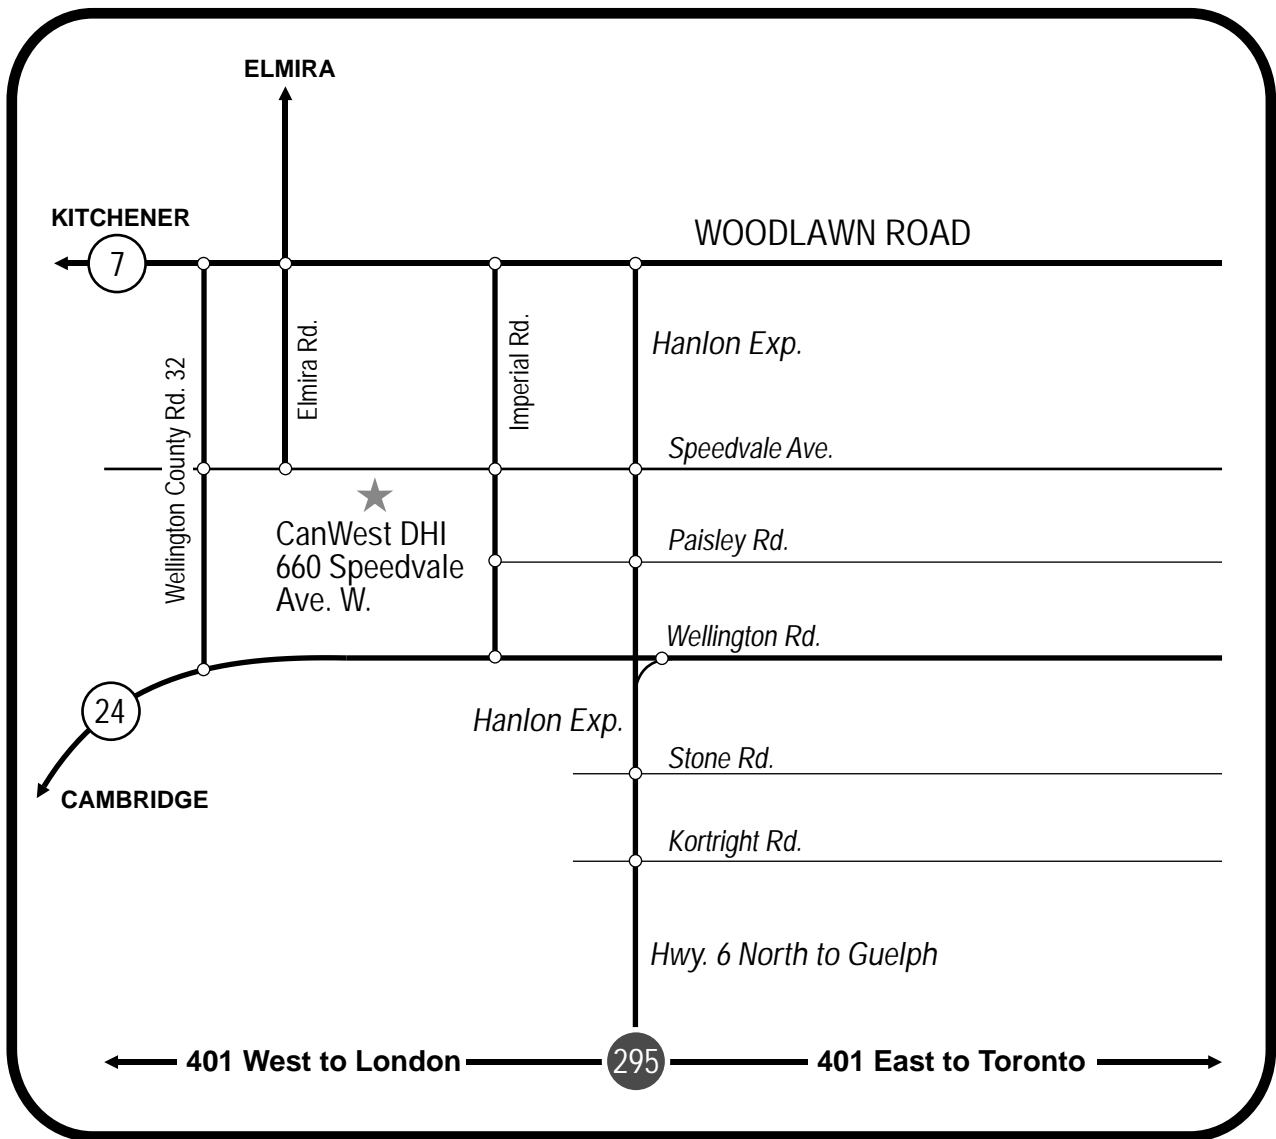 ELMIRA
KITCHENER
7
WOODLAWN ROAD
Wellington County Rd. 32
Elmira Rd.
Imperial Rd.
Hanlon Exp.
Speedvale Ave.
CanWest DHI
660 Speedvale
Ave. W.
Paisley Rd.
Wellington Rd.
24
Hanlon Exp.
CAMBRIDGE
Stone Rd.
Kortright Rd.
Hwy. 6 North to Guelph
401 West to London
295
401 East to Toronto